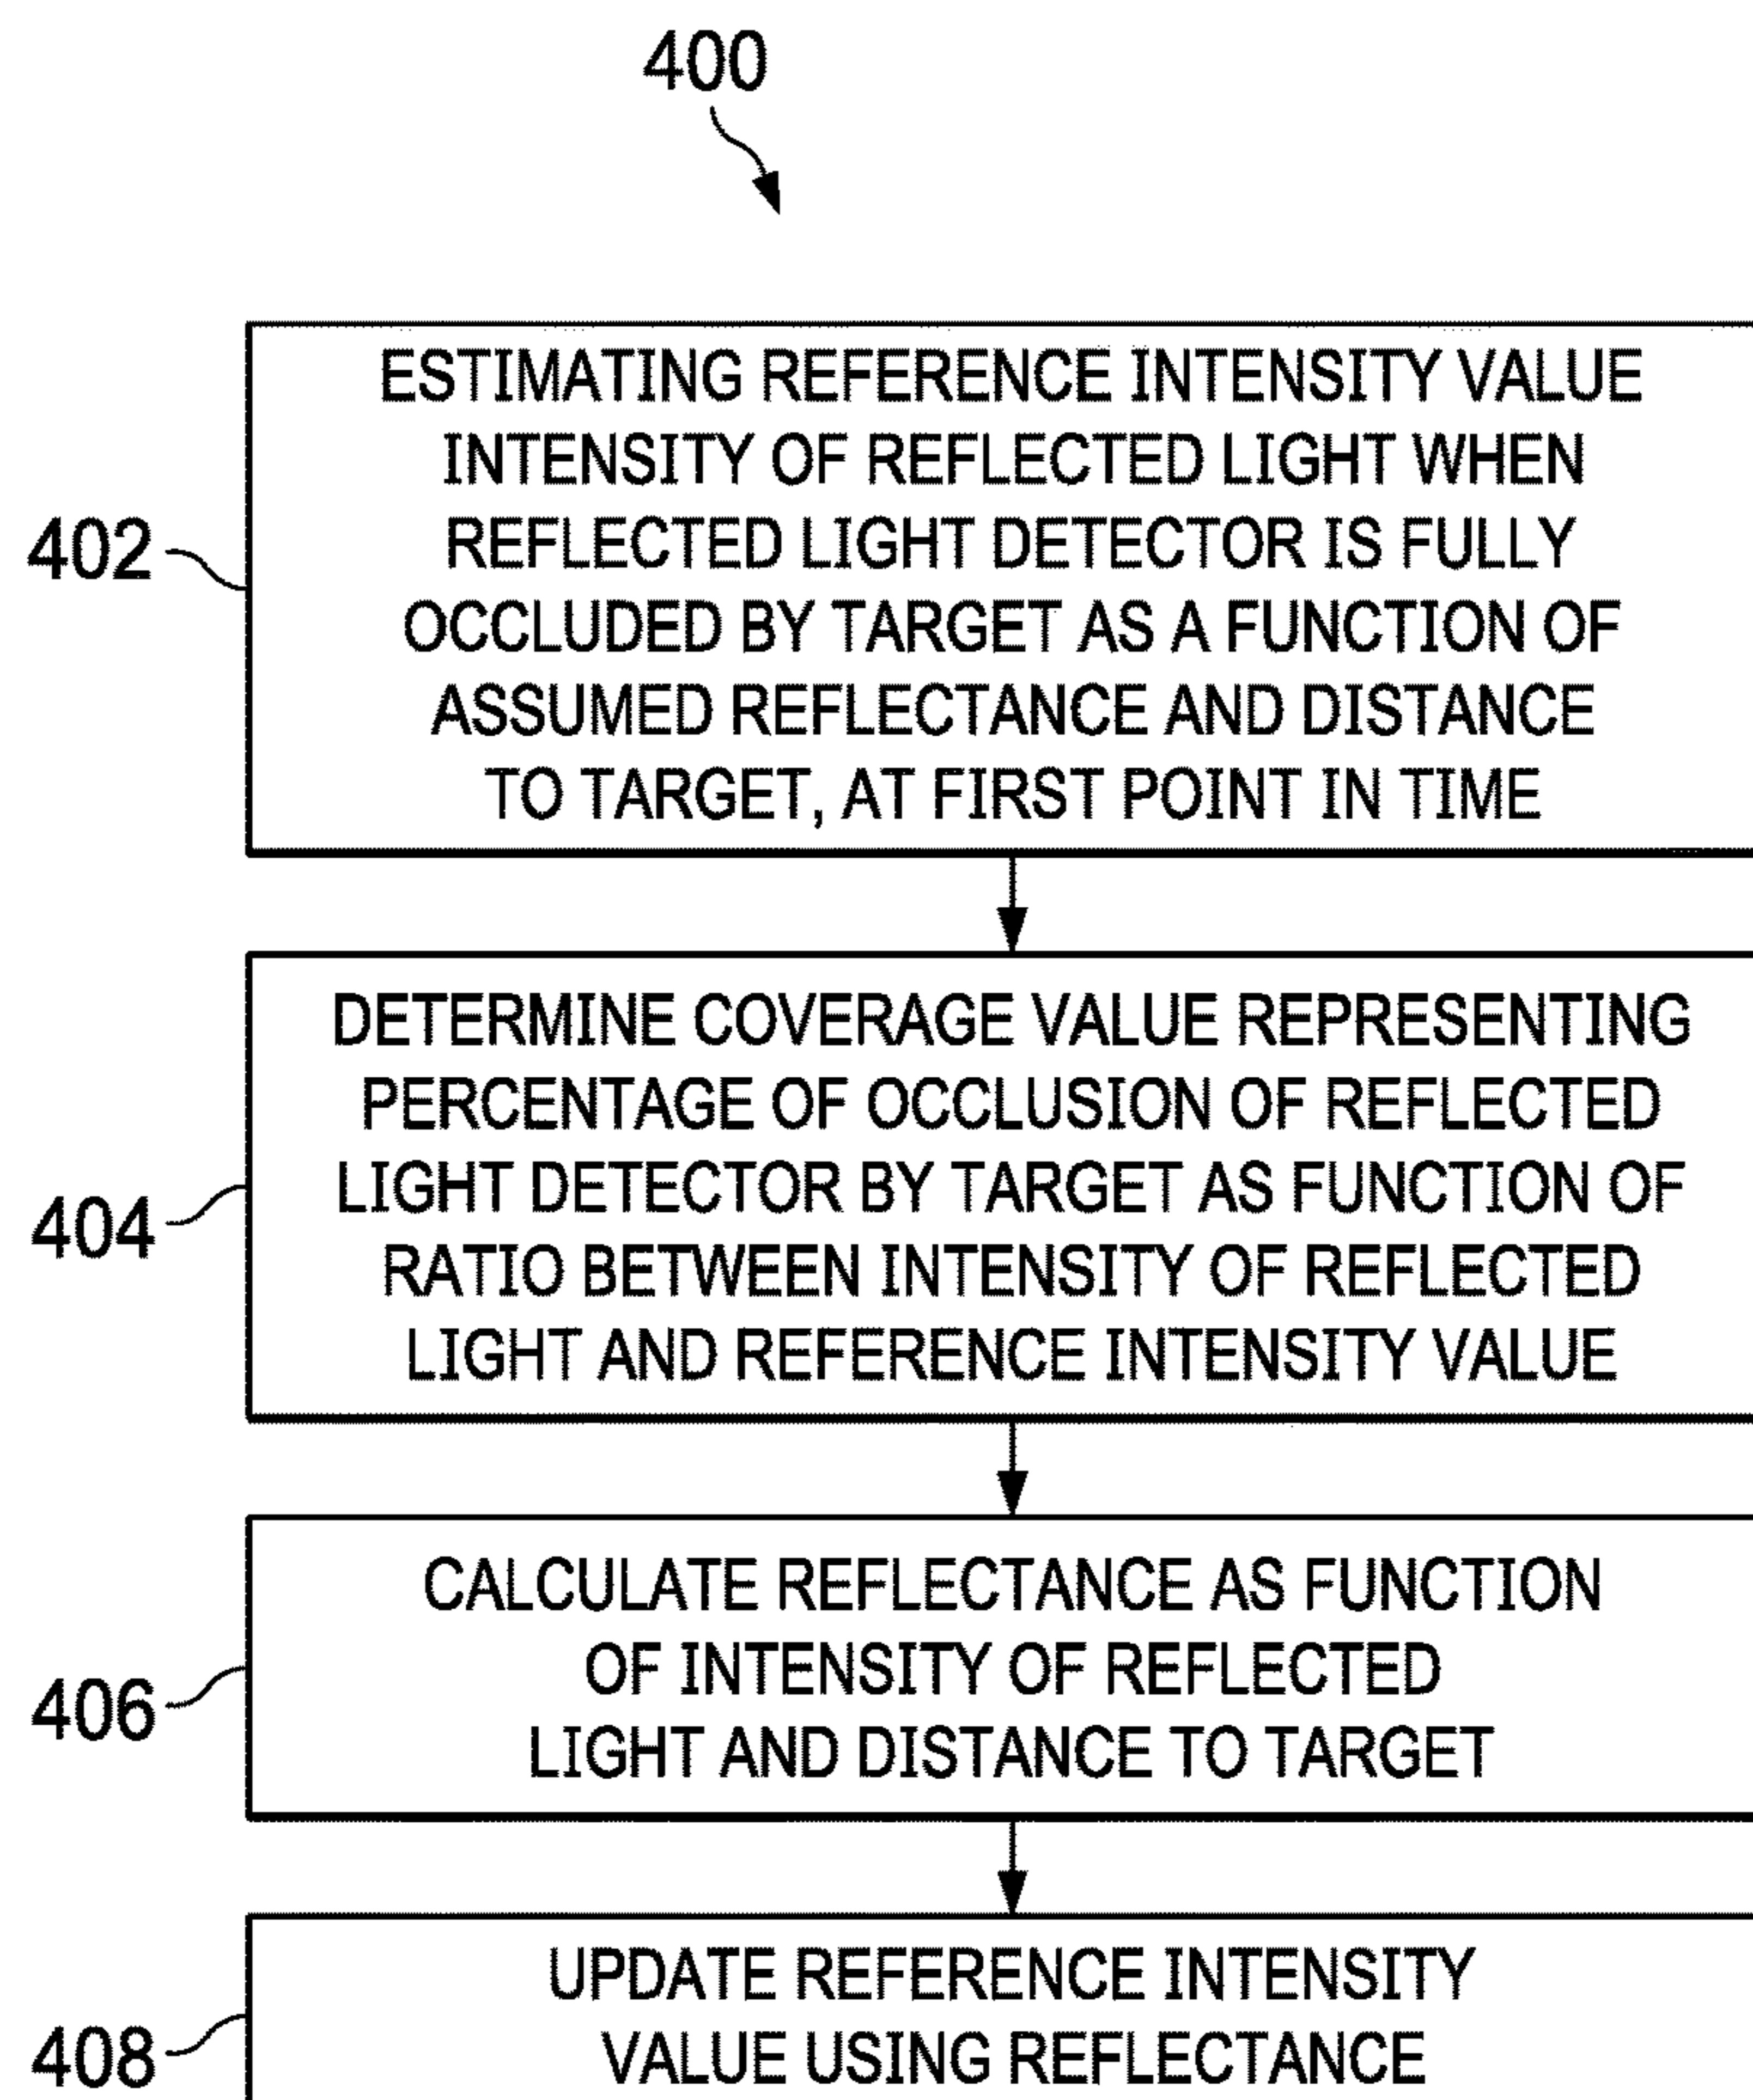 400
402
ESTIMATING REFERENCE INTENSITY VALUE
INTENSITY OF REFLECTED LIGHT WHEN
REFLECTED LIGHT DETECTOR IS FULLY
OCCLUDED BY TARGET AS A FUNCTION OF
ASSUMED REFLECTANCE AND DISTANCE
TO TARGET, AT FIRST POINT IN TIME
404
DETERMINE COVERAGE VALUE REPRESENTING
PERCENTAGE OF OCCLUSION OF REFLECTED
LIGHT DETECTOR BY TARGET AS FUNCTION OF
RATIO BETWEEN INTENSITY OF REFLECTED
LIGHT AND REFERENCE INTENSITY VALUE
406
CALCULATE REFLECTANCE AS FUNCTION
OF INTENSITY OF REFLECTED
LIGHT AND DISTANCE TO TARGET
408
UPDATE REFERENCE INTENSITY
VALUE USING REFLECTANCE